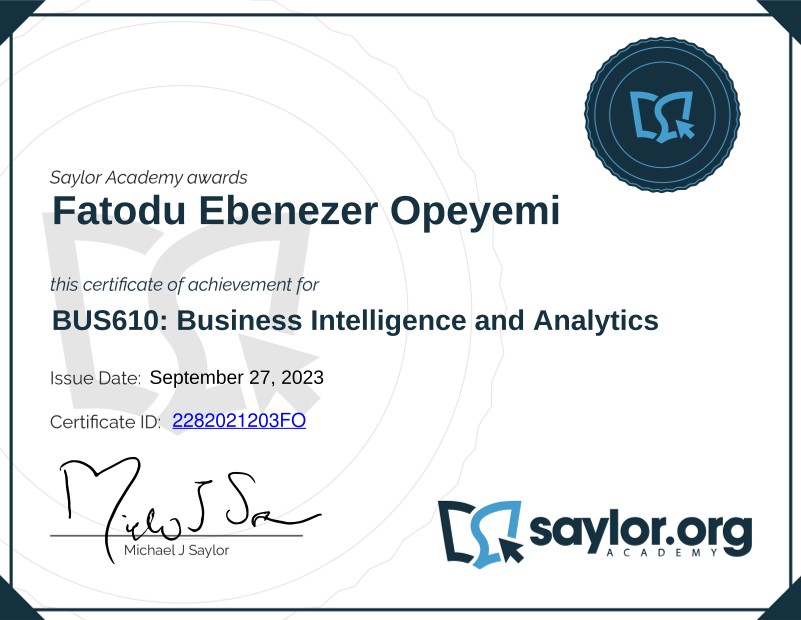 Saylor Academy awards
Fatodu Ebenezer Opeyemi
this certificate of achievement for
BUS610: Business Intelligence and Analytics
Issue Date: September 27, 2023
Certificate ID: 2282021203FO
Michael J Saylor
saylor.org
ACADEMY